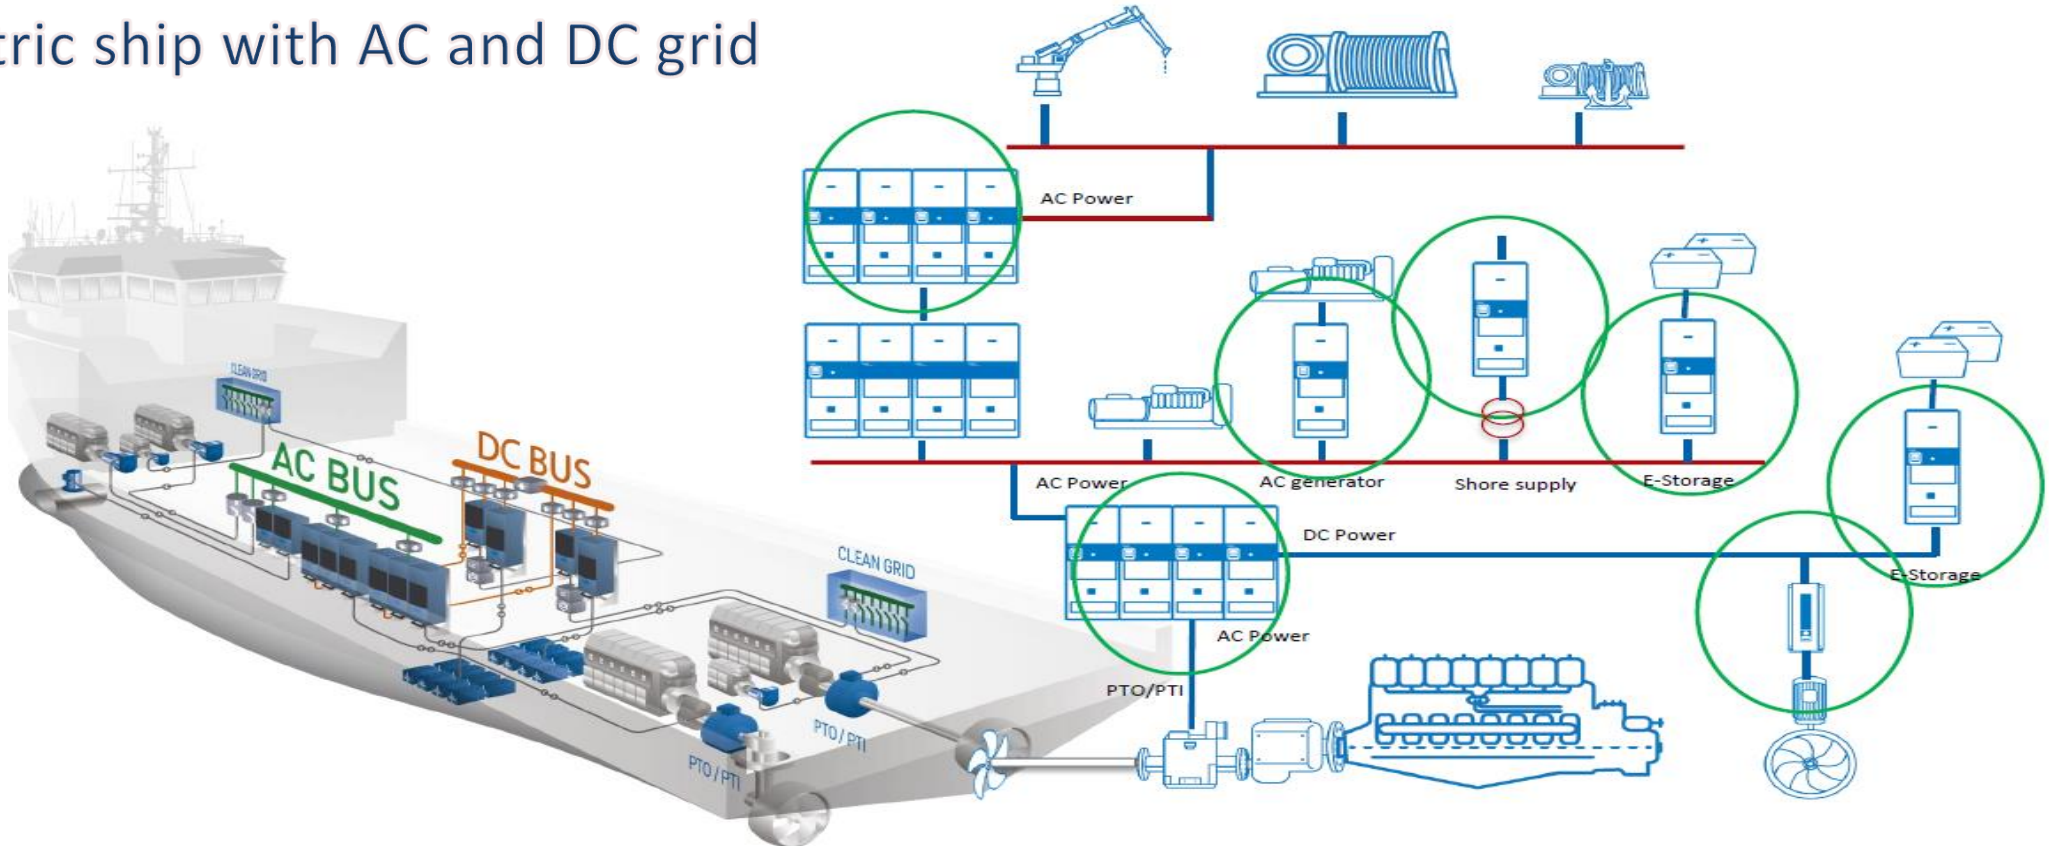 tric ship with AC and DC grid
AC Power
CLEAN GRID
AC BUS
DC BUS
AC Power
AC generator
Shore supply
E-Storage
DC Power
E-Storage
CLEAN GRID
AC Power
PTO/PTI
PTO / PTI
PTO / PTI